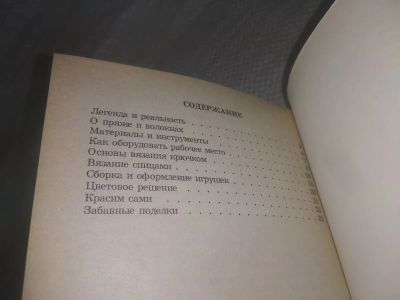 СОДЕРЖАНИЕ
Легенда и реальность
О пряже и волокнах
Материалы и инструменты
Как оборудовать рабочее место
Основы вязания крючком
Вязание спицами
Сборка и оформление игрушек
Цветовое решение
Красим сами
Забавные поделки